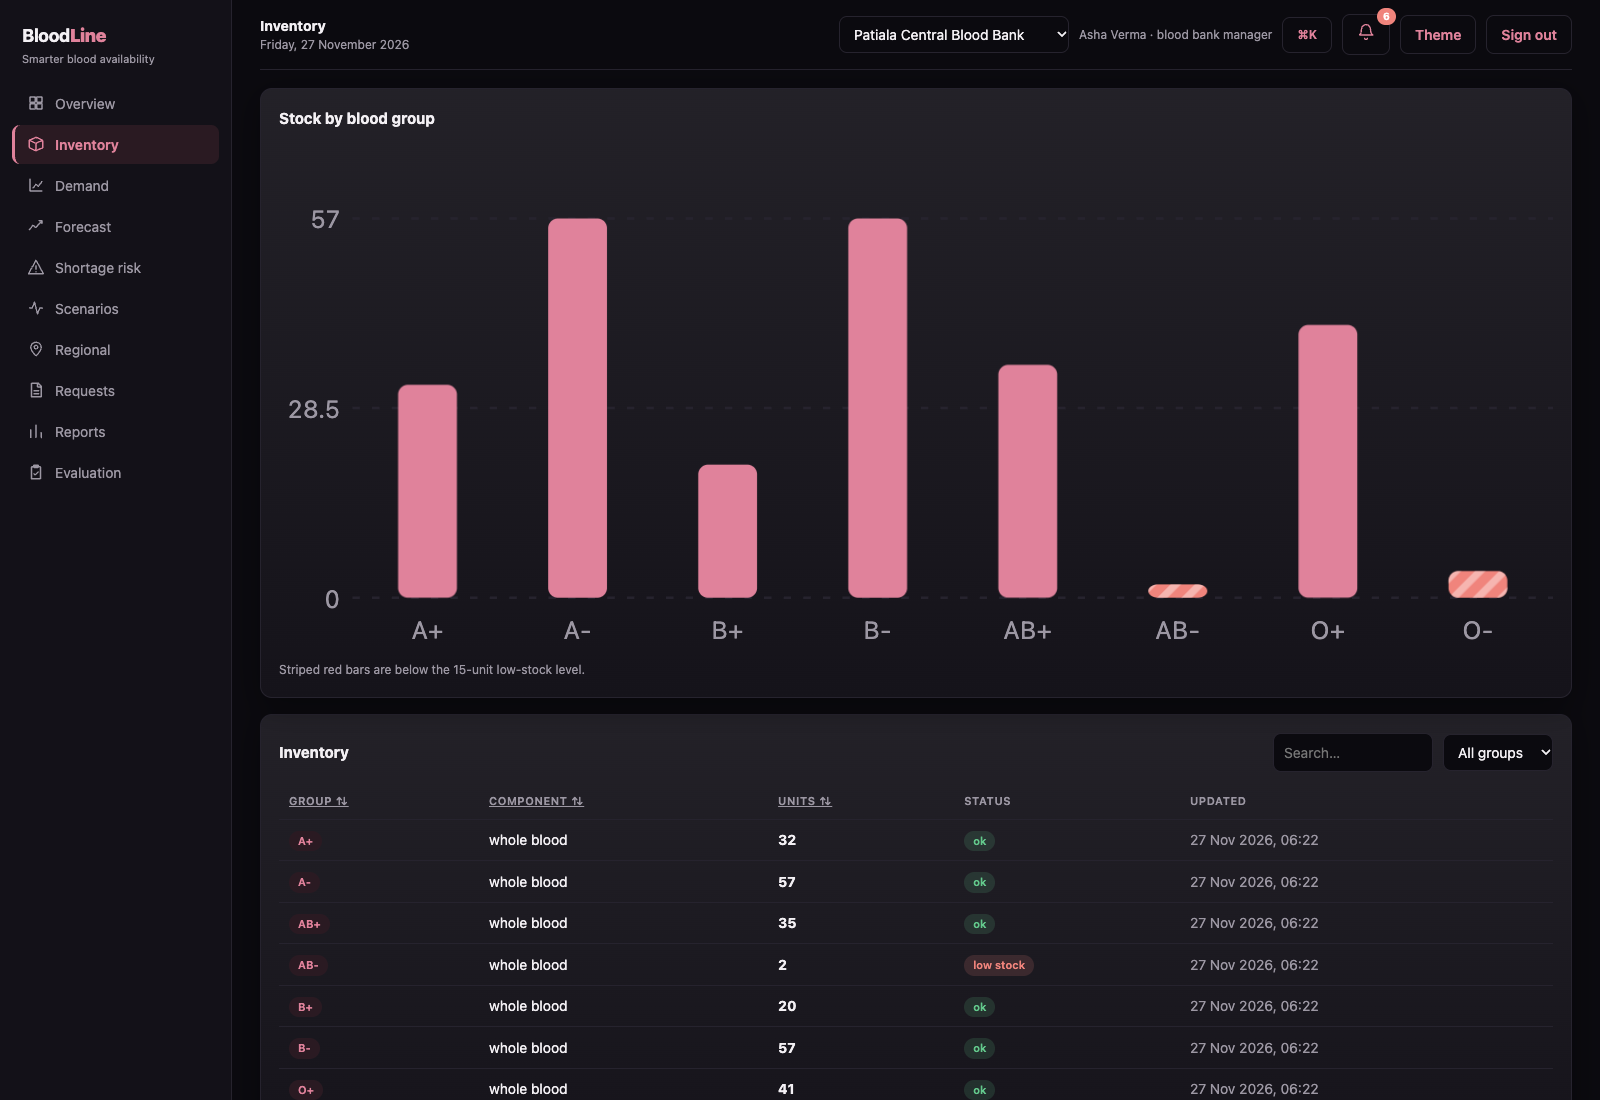 BloodLine
Smarter blood availability
Overview
Inventory
Demand
Forecast
Shortage risk
Scenarios
Regional
Requests
Reports
Evaluation
Inventory
Friday, 27 November 2026
Patiala Central Blood Bank
Asha Verma · blood bank manager
⌘K
6
Theme
Sign out
Stock by blood group
57
28.5
0
A+ A- B+ B- AB+ AB- O+ O-
Striped red bars are below the 15-unit low-stock level.
Inventory
Search...
All groups
GROUP ⇅ COMPONENT ⇅ UNITS ⇅ STATUS UPDATED
A+ whole blood 32 ok 27 Nov 2026, 06:22
A- whole blood 57 ok 27 Nov 2026, 06:22
AB+ whole blood 35 ok 27 Nov 2026, 06:22
AB- whole blood 2 low stock 27 Nov 2026, 06:22
B+ whole blood 20 ok 27 Nov 2026, 06:22
B- whole blood 57 ok 27 Nov 2026, 06:22
O+ whole blood 41 ok 27 Nov 2026, 06:22